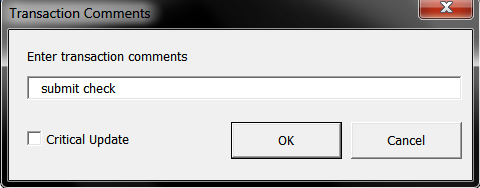 Transaction Comments
Enter transaction comments
submit check
Critical Update
OK
Cancel